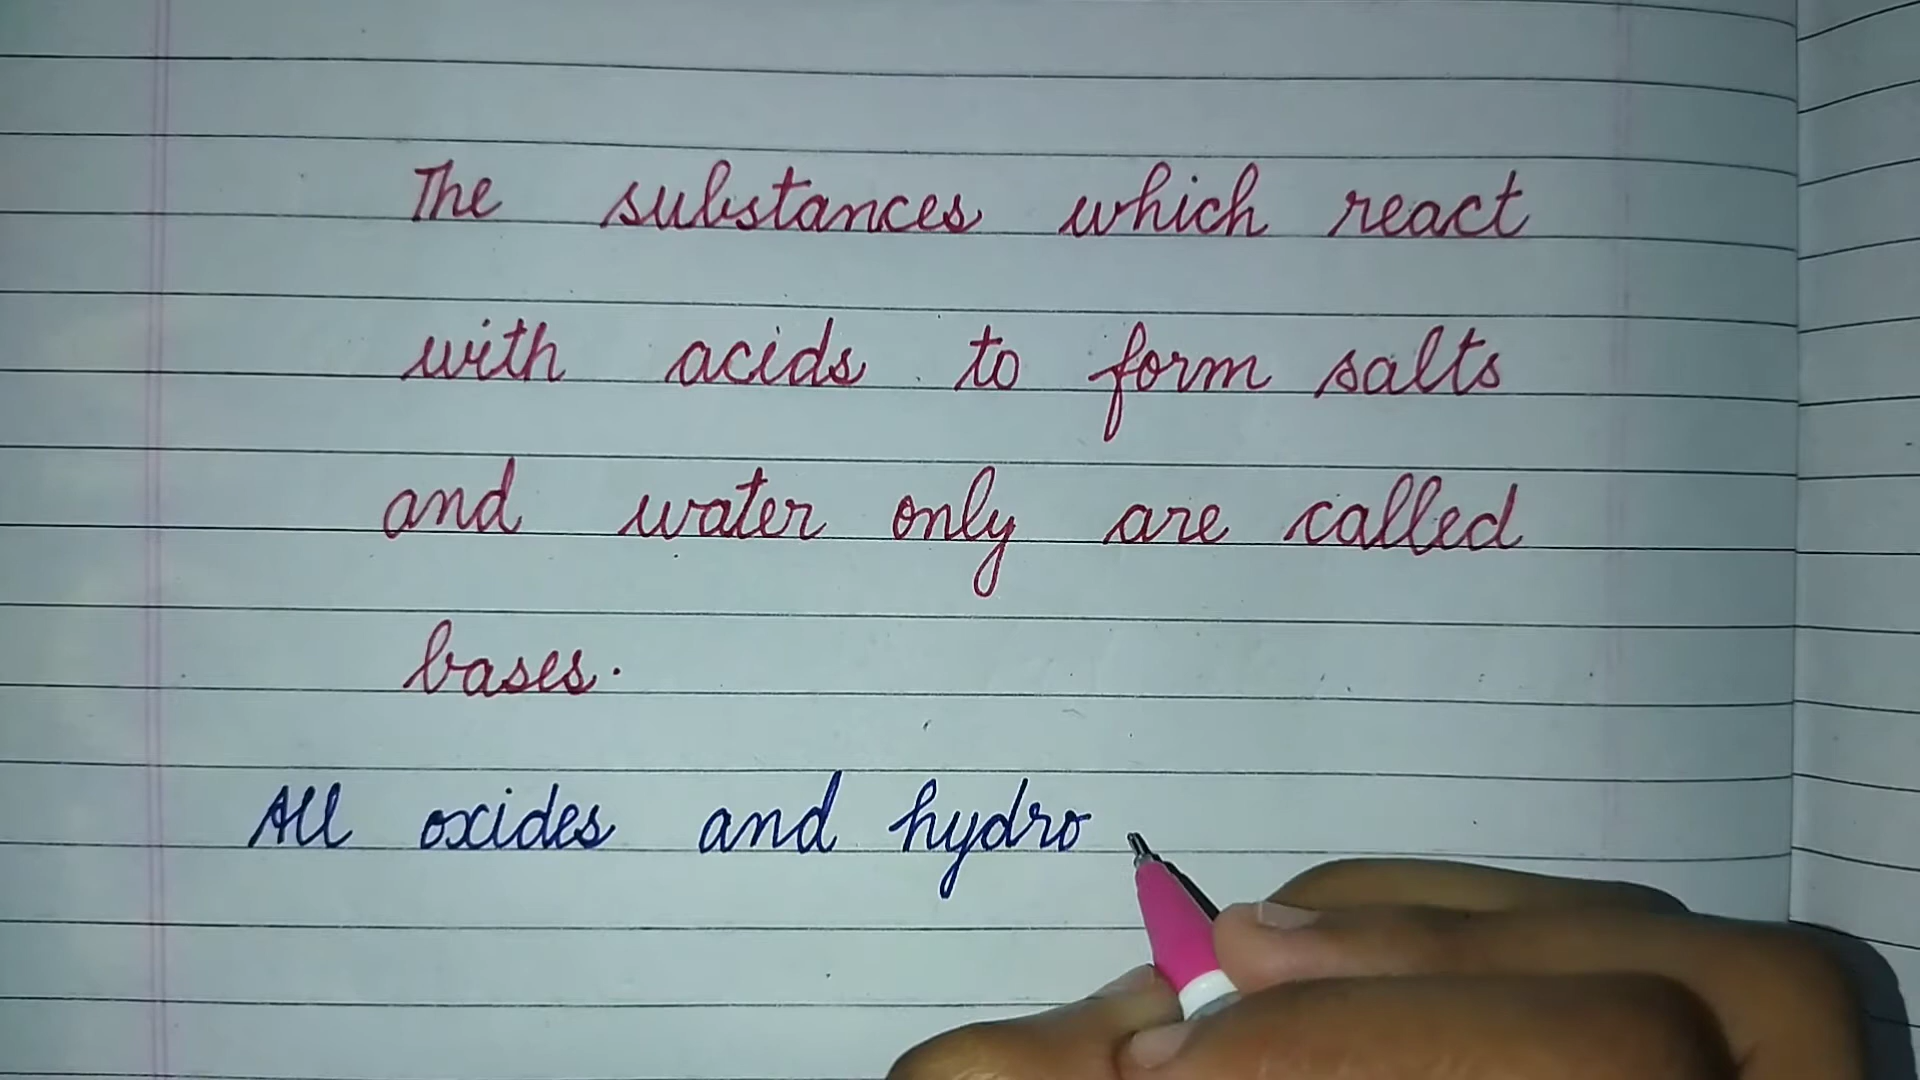 The substances which react
with acids to form salts
and water only are called
bases.
All oxides and hydro